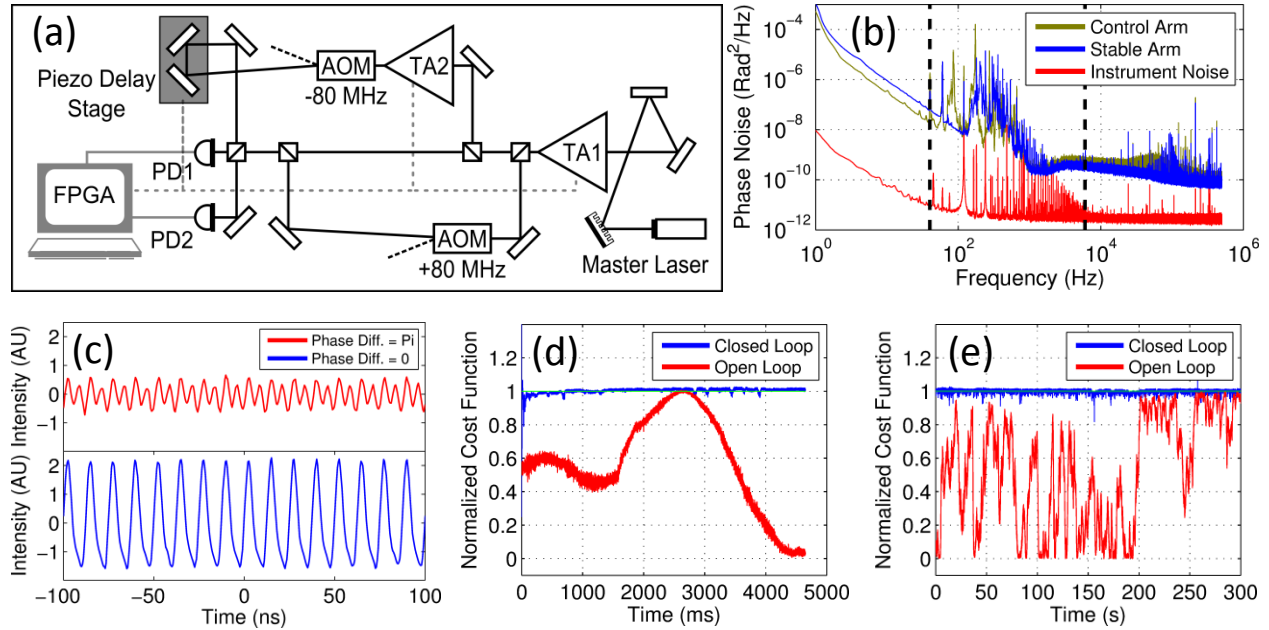 (a)
Piezo Delay
Stage
AOM
-80 MHz
TA2
PD1
FPGA
PD2
TA1
AOM
+80 MHz
Master Laser
(b)
Phase Noise (Rad²/Hz)
10⁻⁴
10⁻⁶
10⁻⁸
10⁻¹⁰
10⁻¹²
Control Arm
Stable Arm
Instrument Noise
10⁰
10²
10⁴
10⁶
Frequency (Hz)
(c)
Intensity (AU) Intensity (AU)
2
1
0
−1
2
1
0
−1
Phase Diff. = Pi
Phase Diff. = 0
−100
−50
0
50
100
Time (ns)
(d)
Normalized Cost Function
1.2
1
0.8
0.6
0.4
0.2
0
Closed Loop
Open Loop
0
1000
2000
3000
4000
5000
Time (ms)
(e)
Normalized Cost Function
1.2
1
0.8
0.6
0.4
0.2
0
Closed Loop
Open Loop
0
50
100
150
200
250
300
Time (s)